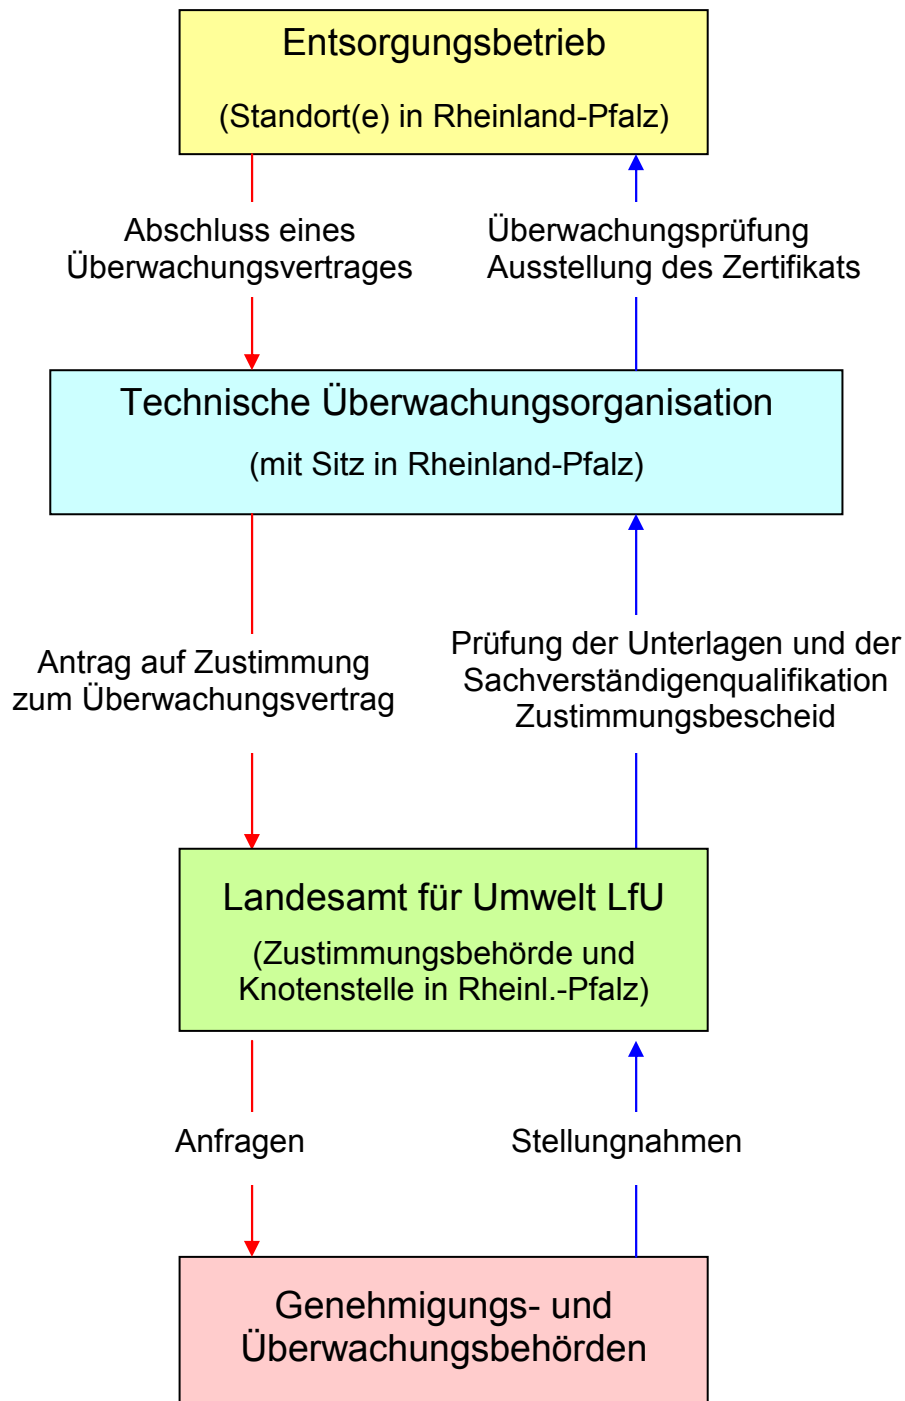 Entsorgungsbetrieb
(Standort(e) in Rheinland-Pfalz)
Abschluss eines
Überwachungsvertrages
Überwachungsprüfung
Ausstellung des Zertifikats
Technische Überwachungsorganisation
(mit Sitz in Rheinland-Pfalz)
Antrag auf Zustimmung
zum Überwachungsvertrag
Prüfung der Unterlagen und der
Sachverständigenqualifikation
Zustimmungsbescheid
Landesamt für Umwelt LfU
(Zustimmungsbehörde und
Knotenstelle in Rheinl.-Pfalz)
Anfragen
Stellungnahmen
Genehmigungs- und
Überwachungsbehörden